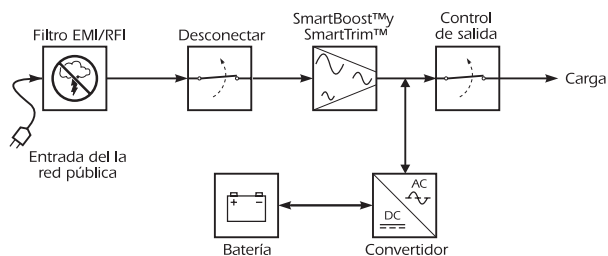 Filtro EMI/RFI
Desconectar
SmartBoost™y
SmartTrim™
Control
de salida
Carga
Entrada del la
red pública
Batería
+ −
AC
DC
Convertidor